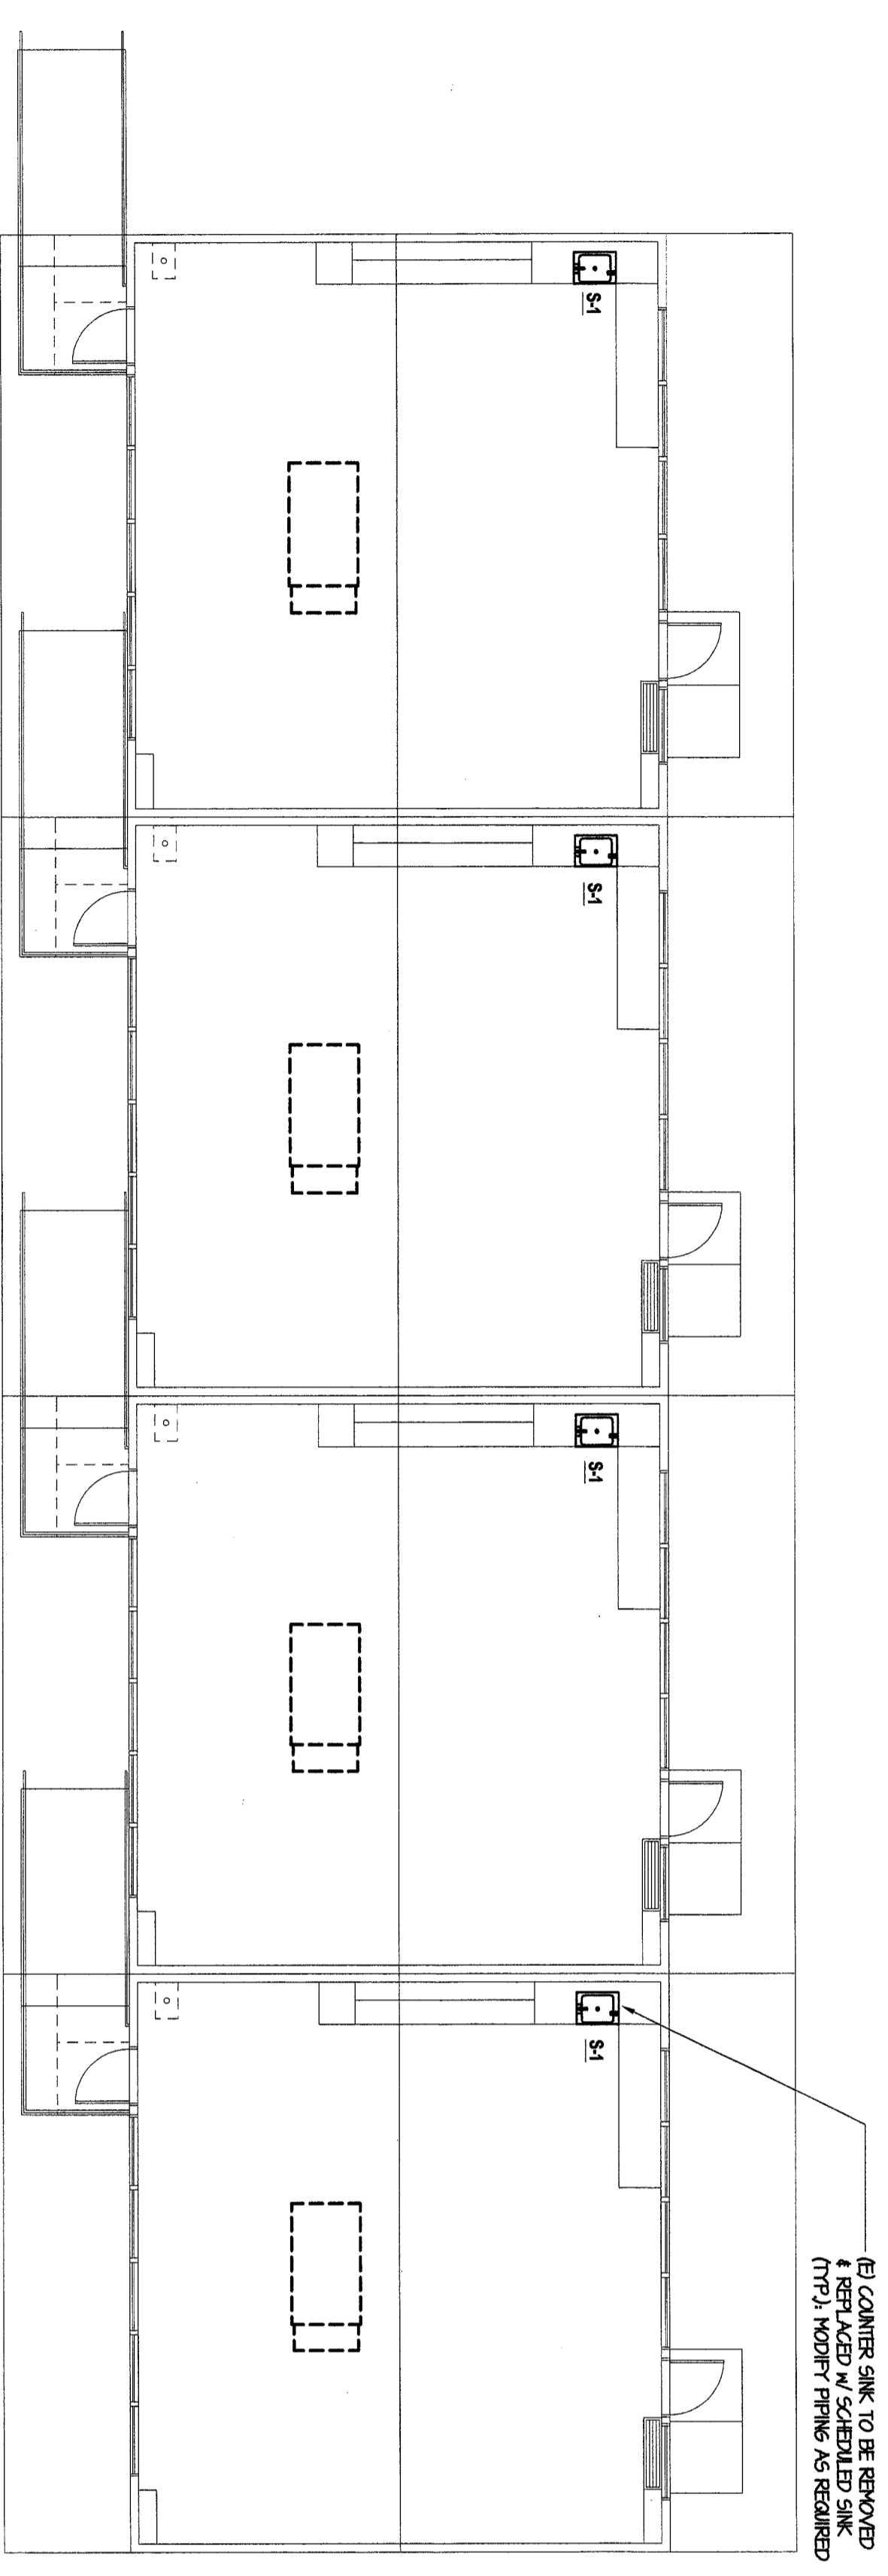 S-1
S-1
S-1
S-1
(E) COUNTER SINK TO BE REMOVED
& REPLACED W/ SCHEDULED SINK
(TYP.): MODIFY PIPING AS REQUIRED